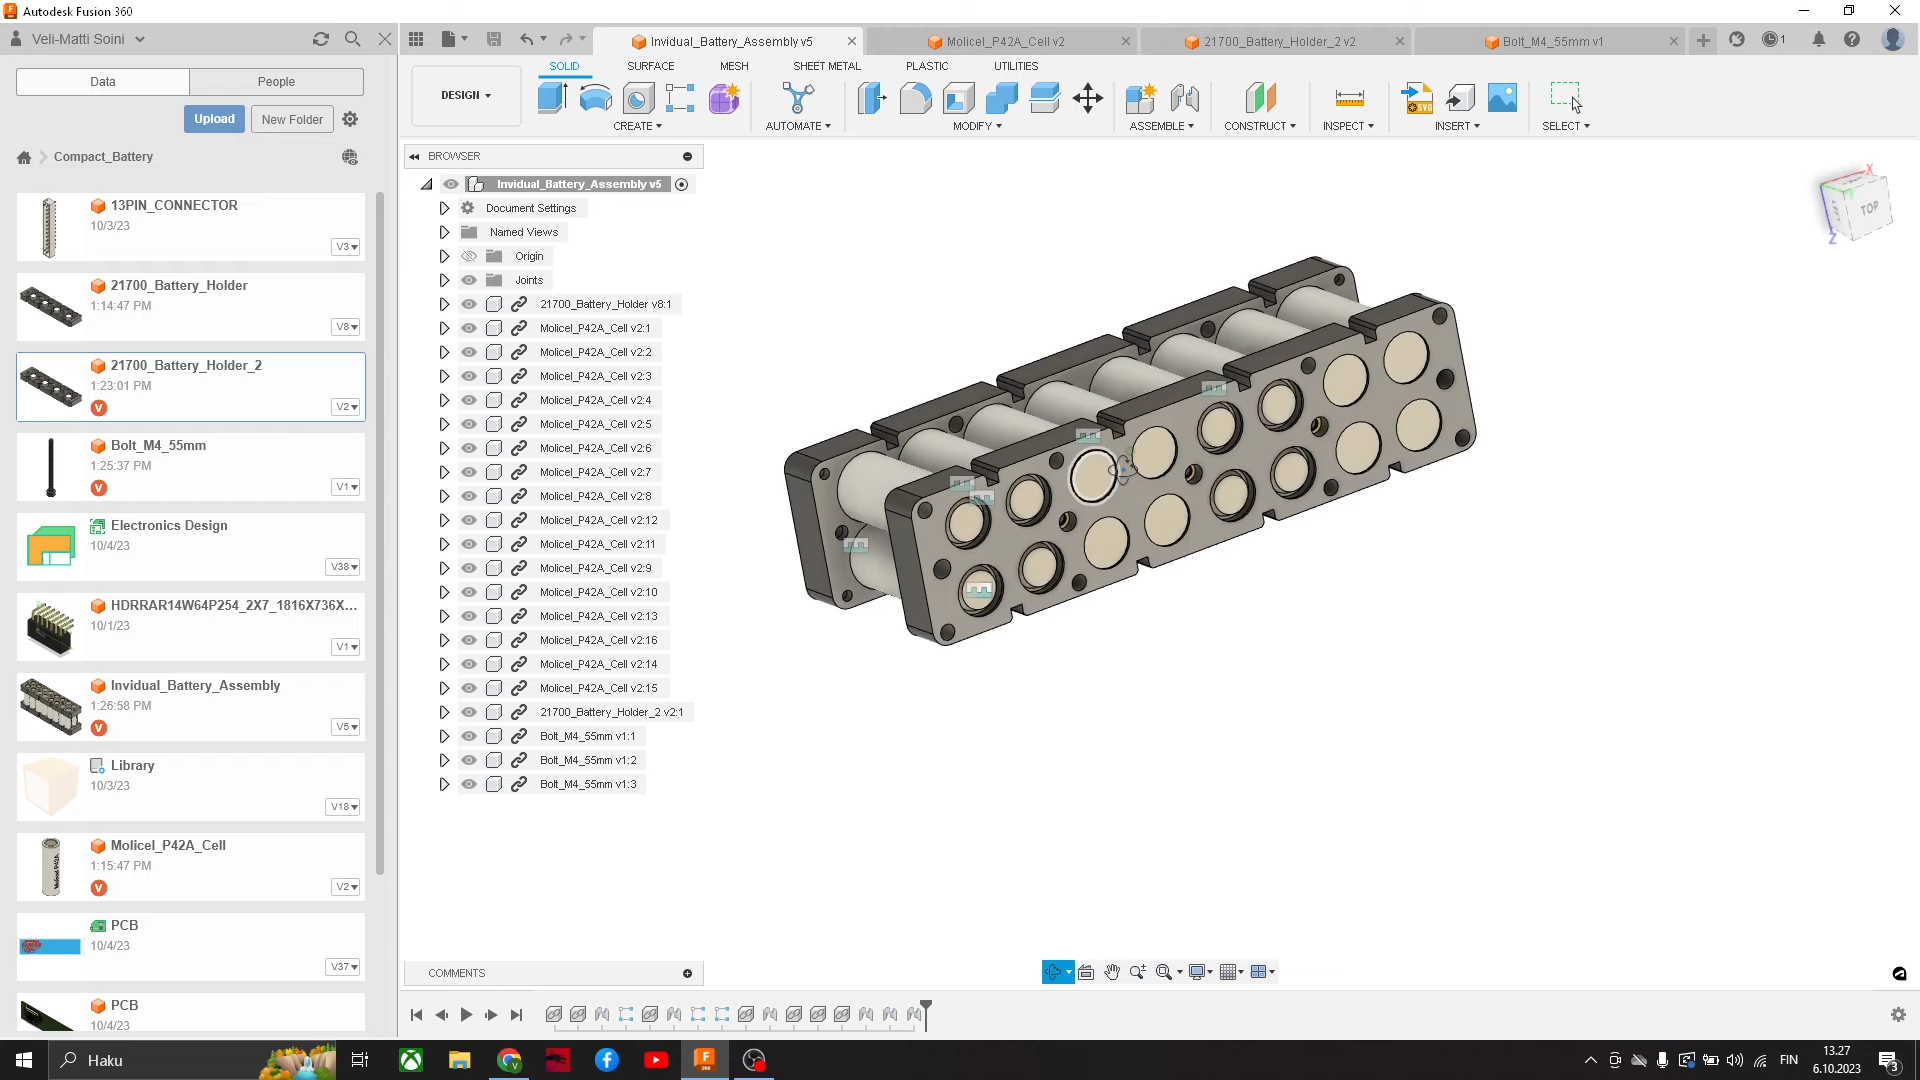 Autodesk Fusion 360
Veli-Matti Soini
Invidual_Battery_Assembly v5
Molicel_P42A_Cell v2
21700_Battery_Holder_2 v2
Bolt_M4_55mm v1
1
Data
People
Upload
New Folder
Compact_Battery
DESIGN
SOLID
SURFACE
MESH
SHEET METAL
PLASTIC
UTILITIES
CREATE
AUTOMATE
MODIFY
ASSEMBLE
CONSTRUCT
INSPECT
INSERT
SELECT
SVG
13PIN_CONNECTOR
10/3/23
V3
21700_Battery_Holder
1:14:47 PM
V8
21700_Battery_Holder_2
1:23:01 PM
V
V2
Bolt_M4_55mm
1:25:37 PM
V
V1
Electronics Design
10/4/23
V38
HDRRAR14W64P254_2X7_1816X736X...
10/1/23
V1
Invidual_Battery_Assembly
1:26:58 PM
V
V5
Library
10/3/23
V18
Molicel_P42A_Cell
1:15:47 PM
V
V2
PCB
10/4/23
V37
PCB
10/4/23
BROWSER
Invidual_Battery_Assembly v5
Document Settings
Named Views
Origin
Joints
21700_Battery_Holder v8:1
Molicel_P42A_Cell v2:1
Molicel_P42A_Cell v2:2
Molicel_P42A_Cell v2:3
Molicel_P42A_Cell v2:4
Molicel_P42A_Cell v2:5
Molicel_P42A_Cell v2:6
Molicel_P42A_Cell v2:7
Molicel_P42A_Cell v2:8
Molicel_P42A_Cell v2:12
Molicel_P42A_Cell v2:11
Molicel_P42A_Cell v2:9
Molicel_P42A_Cell v2:10
Molicel_P42A_Cell v2:13
Molicel_P42A_Cell v2:16
Molicel_P42A_Cell v2:14
Molicel_P42A_Cell v2:15
21700_Battery_Holder_2 v2:1
Bolt_M4_55mm v1:1
Bolt_M4_55mm v1:2
Bolt_M4_55mm v1:3
X
TOP
Z
COMMENTS
Haku
F
360
FIN
13.27
6.10.2023
3